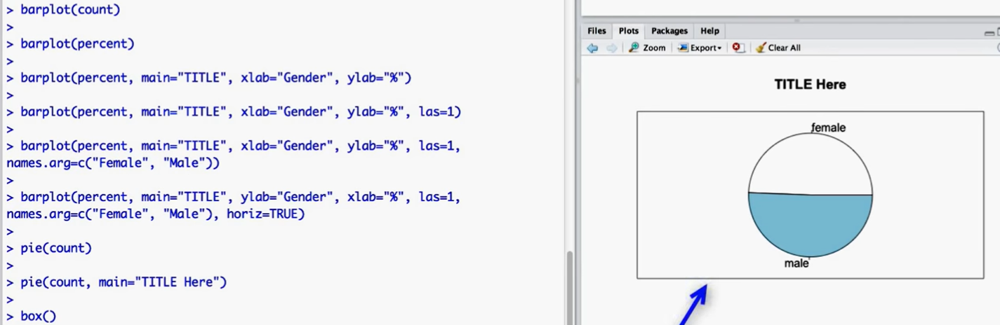 > barplot(count)
>
> barplot(percent)
>
> barplot(percent, main="TITLE", xlab="Gender", ylab="%")
>
> barplot(percent, main="TITLE", xlab="Gender", ylab="%", las=1)
>
> barplot(percent, main="TITLE", xlab="Gender", ylab="%", las=1,
names.arg=c("Female", "Male"))
>
> barplot(percent, main="TITLE", ylab="Gender", xlab="%", las=1,
names.arg=c("Female", "Male"), horiz=TRUE)
>
> pie(count)
>
> pie(count, main="TITLE Here")
>
> box()
Files Plots Packages Help
Zoom Export Clear All
TITLE Here
female
male